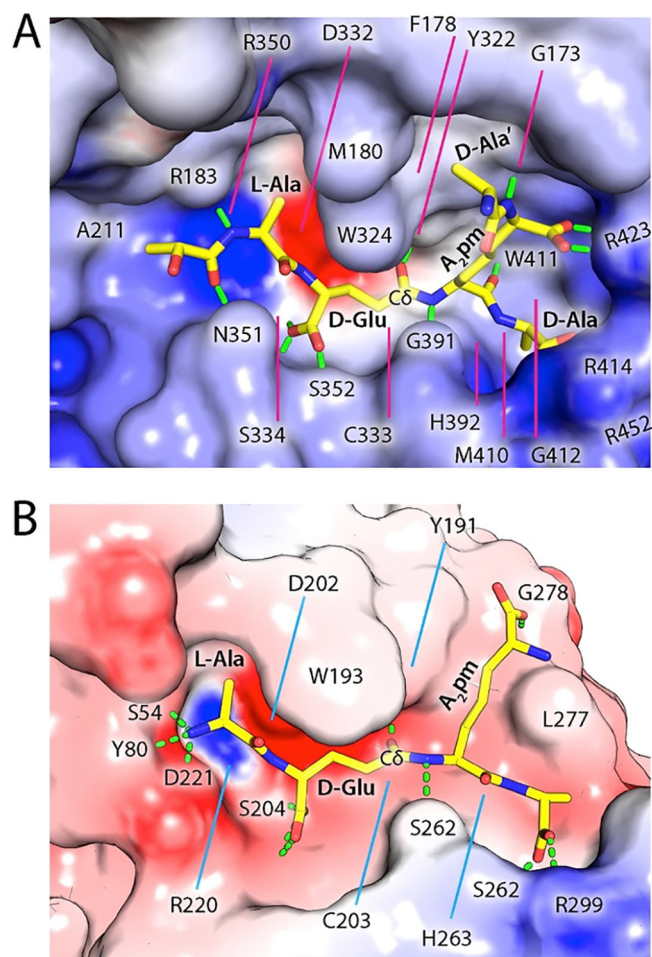 A
R350
D332
F178
Y322
G173
M180
D-Ala′
L-Ala
R183
A211
W324
R423
A₂pm
W411
Cδ
D-Glu
D-Ala
N351
G391
S352
R414
S334
C333
H392
R452
M410
G412
B
Y191
D202
G278
L-Ala
W193
A₂pm
S54
L277
Y80
Cδ
D221
D-Glu
S204
S262
S262
R299
R220
C203
H263